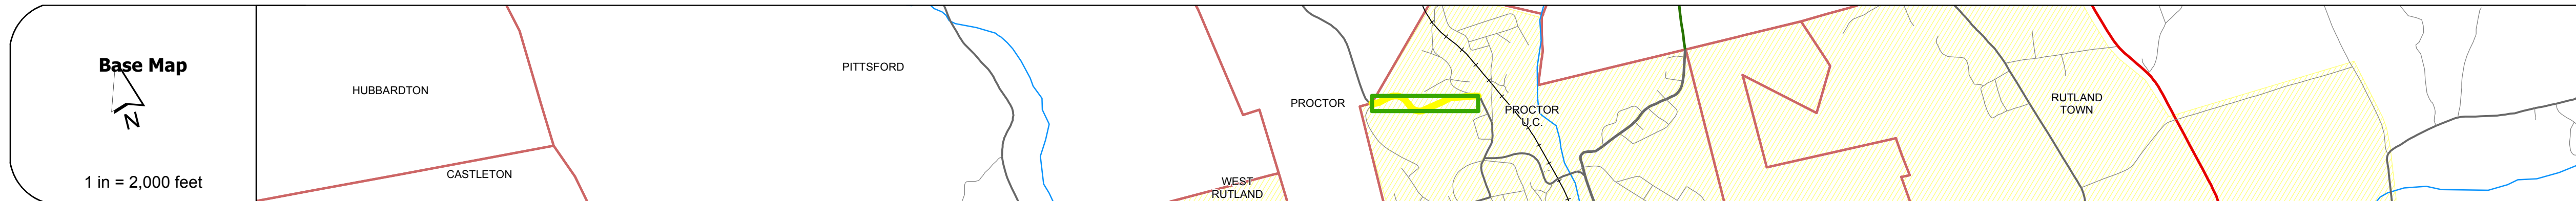 Base Map
N
1 in = 2,000 feet
HUBBARDTON
CASTLETON
PITTSFORD
WEST
RUTLAND
PROCTOR
PROCTOR
U.C.
RUTLAND
TOWN